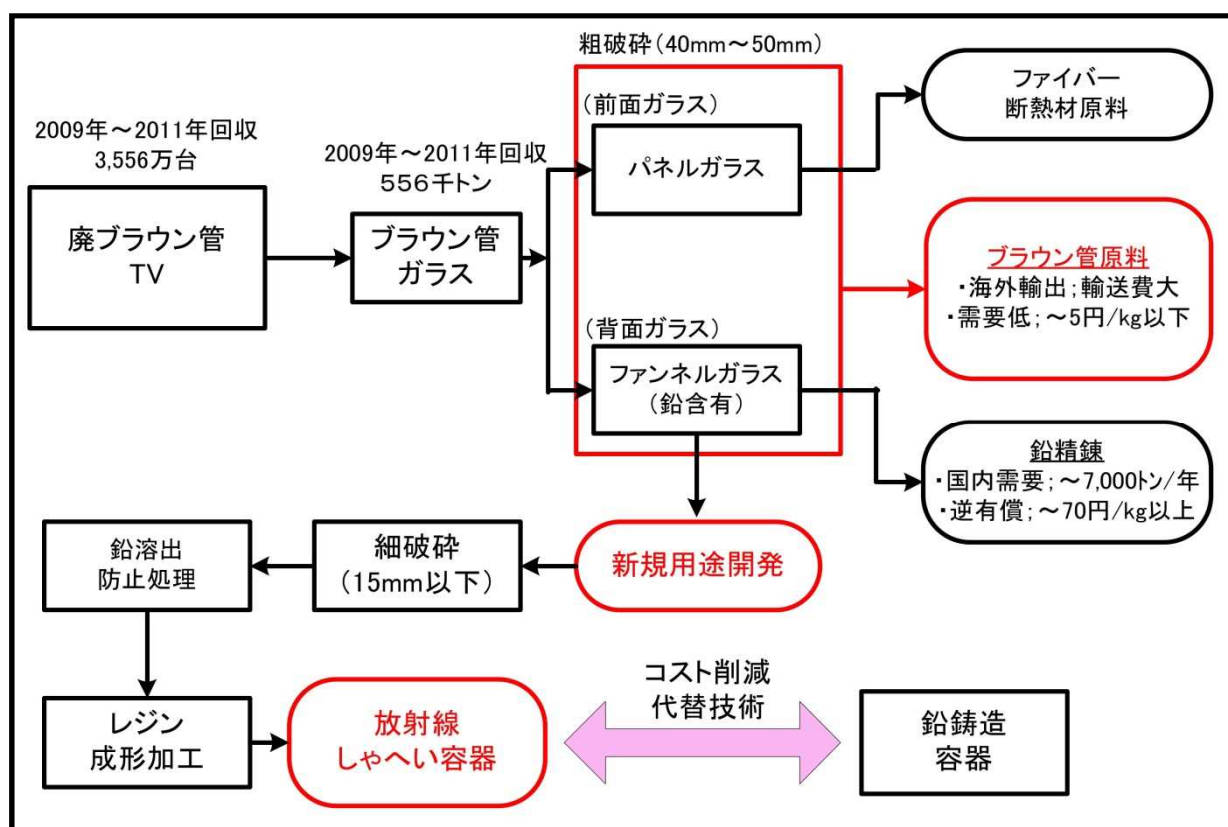 2009年～2011年回収
3,556万台
廃ブラウン管
TV
2009年～2011年回収
５５６千トン
ブラウン管
ガラス
粗破砕(40mm～50mm)
(前面ガラス)
パネルガラス
(背面ガラス)
ファンネルガラス
(鉛含有)
ファイバー
断熱材原料
ブラウン管原料
・海外輸出；輸送費大
・需要低；～5円/kg以下
鉛精錬
・国内需要；～7,000トン/年
・逆有償；～70円/kg以上
新規用途開発
細破砕
(15mm以下)
鉛溶出
防止処理
レジン
成形加工
放射線
しゃへい容器
コスト削減
代替技術
鉛鋳造
容器